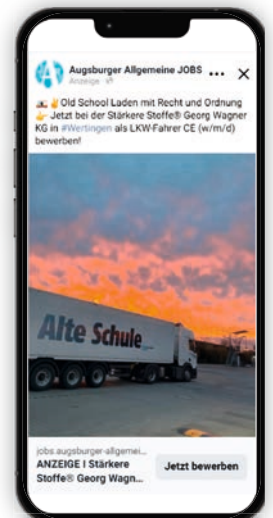 Augsburger Allgemeine JOBS
Anzeige
Old School Laden mit Recht und Ordnung
Jetzt bei der Stärkere Stoffe® Georg Wagner
KG in #Wertingen als LKW-Fahrer CE (w/m/d)
bewerben!
Alte Schule
jobs.augsburger-allgemei...
ANZEIGE I Stärkere
Stoffe® Georg Wagn...
Jetzt bewerben